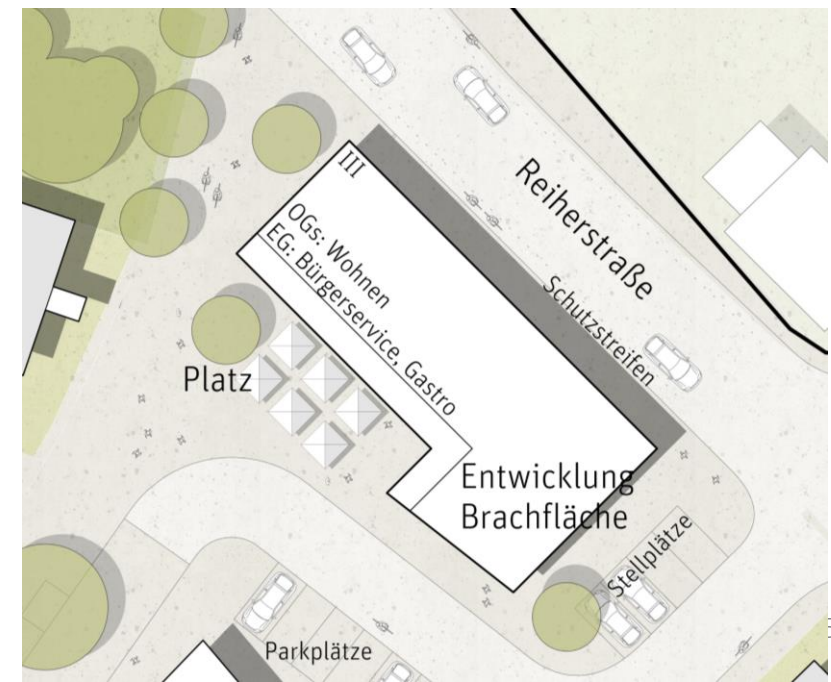 III
Reiherstraße
OGs: Wohnen
EG: Bürgerservice, Gastro
Schutzstreifen
Platz
Entwicklung
Brachfläche
Stellplätze
Parkplätze